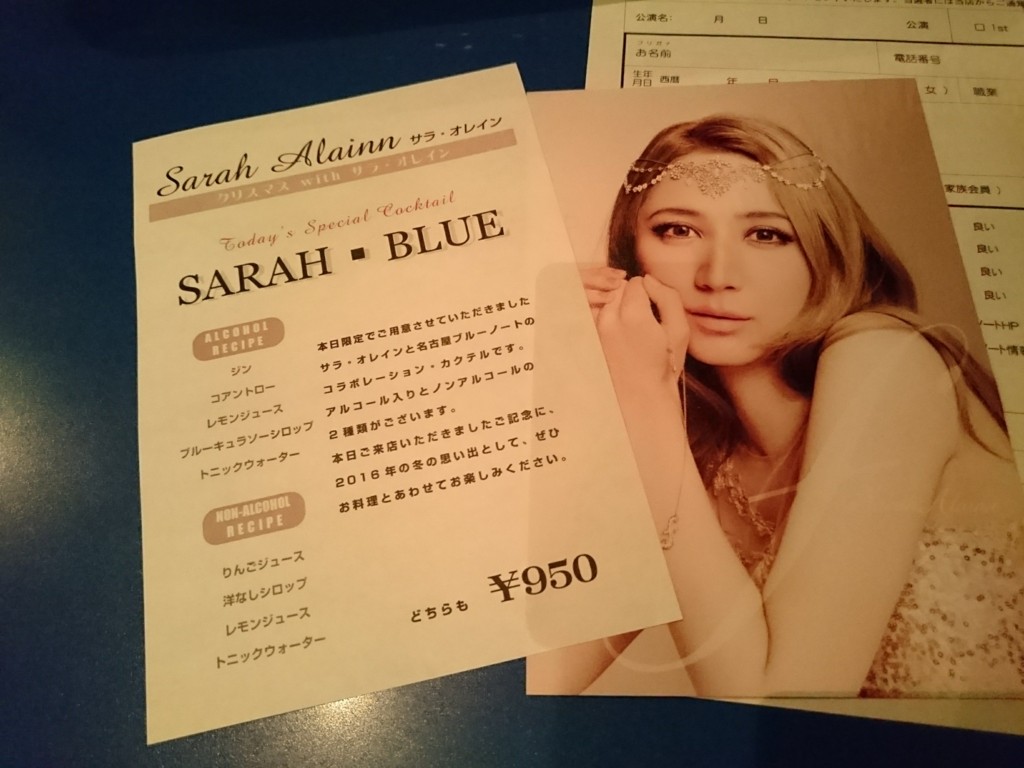 Sarah Alainn サラ・オレイン
クリスマス with サラ・オレイン
Today's Special Cocktail
SARAH ▪ BLUE
ALCOHOL
RECIPE
ジン
コアントロー
レモンジュース
ブルーキュラソーシロップ
トニックウォーター
NON-ALCOHOL
RECIPE
りんごジュース
洋なしシロップ
レモンジュース
トニックウォーター
本日限定でご用意させていただきました
サラ・オレインと名古屋ブルーノートの
コラボレーション・カクテルです。
アルコール入りとノンアルコールの
2種類がございます。
本日ご来店いただきましたご記念に、
2016年の冬の思い出として、ぜひ
お料理とあわせてお楽しみください。
どちらも ¥950
公演名: 月 日 公演 □ 1st
フリガナ
お名前 電話番号
生年
月日 西暦 年 女 ) 職業
家族会員 )
良い
良い
良い
良い
ートHP
ート情報